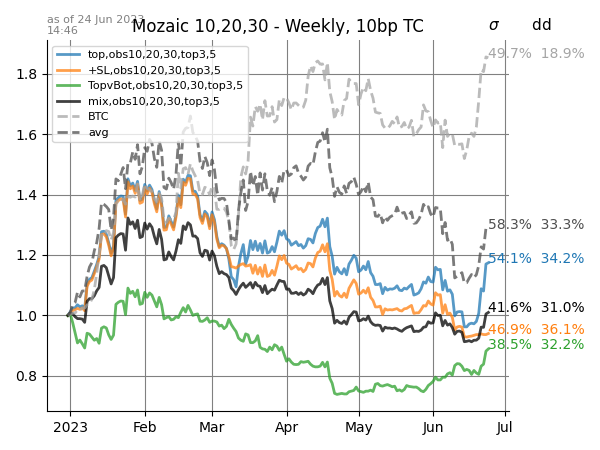 as of 24 Jun 2023
14:46
Mozaic 10,20,30 - Weekly, 10bp TC
σ dd
top,obs10,20,30,top3,5
+SL,obs10,20,30,top3,5
TopvBot,obs10,20,30,top3,5
mix,obs10,20,30,top3,5
BTC
avg
49.7% 18.9%
58.3% 33.3%
54.1% 34.2%
41.6% 31.0%
46.9% 36.1%
38.5% 32.2%
1.8
1.6
1.4
1.2
1.0
0.8
2023 Feb Mar Apr May Jun Jul